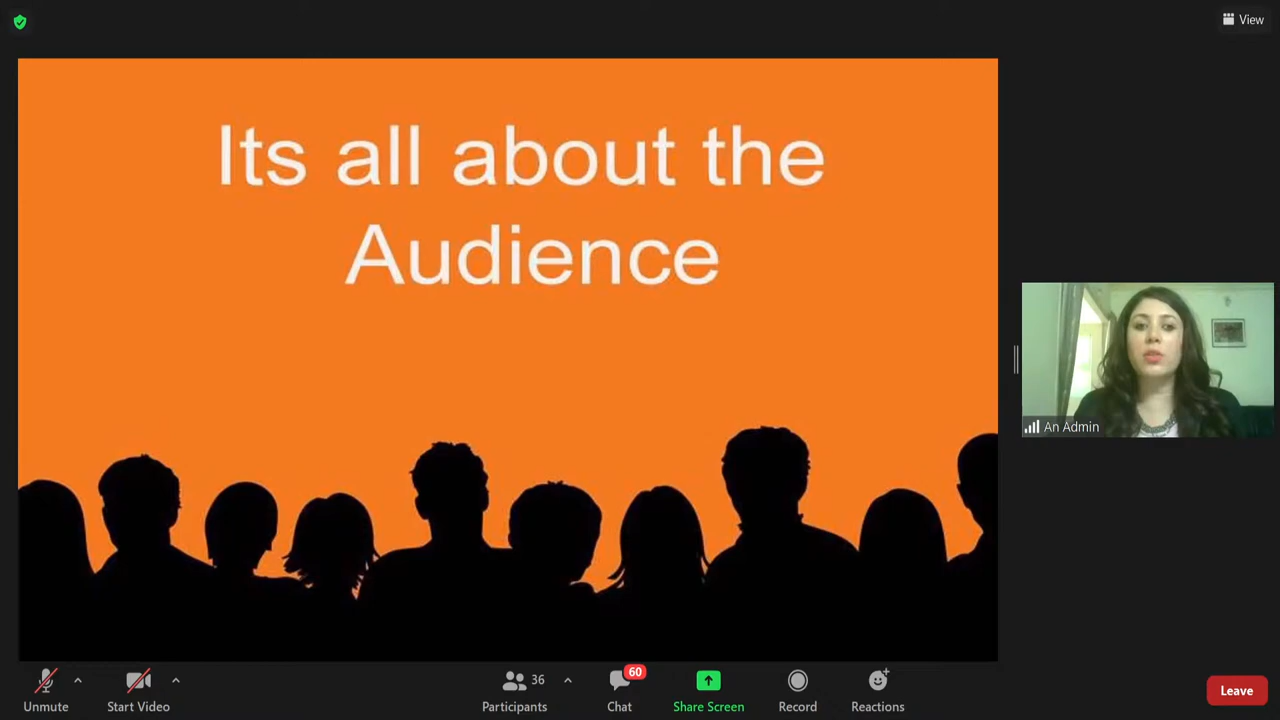 View
Its all about the
Audience
An Admin
36
60
Unmute
Start Video
Participants
Chat
Share Screen
Record
Reactions
Leave